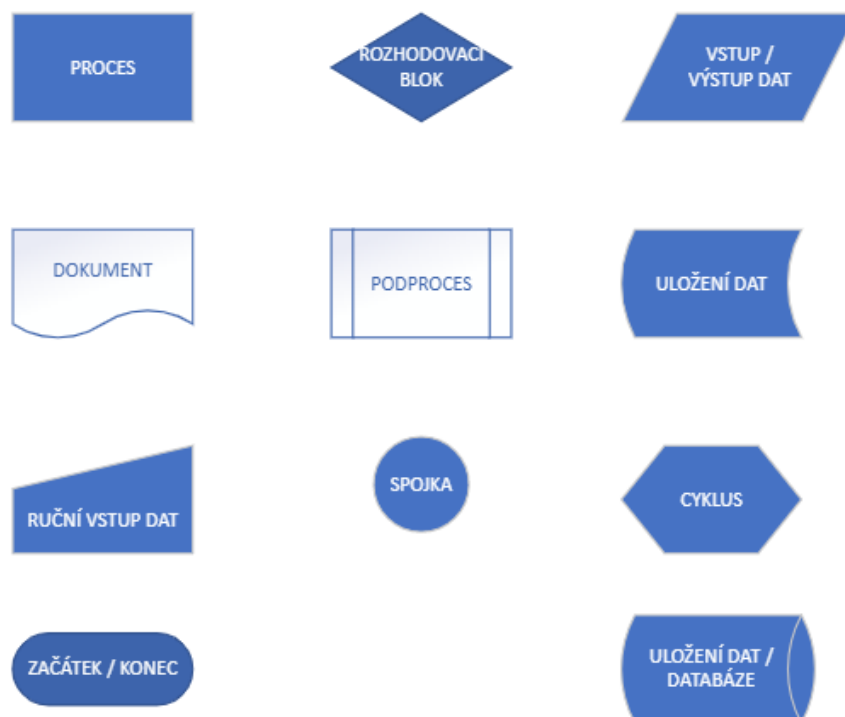 PROCES
ROZHODOVACÍ
BLOK
VSTUP /
VÝSTUP DAT
DOKUMENT
PODPROCES
ULOŽENÍ DAT
RUČNÍ VSTUP DAT
SPOJKA
CYKLUS
ZAČÁTEK / KONEC
ULOŽENÍ DAT /
DATABÁZE